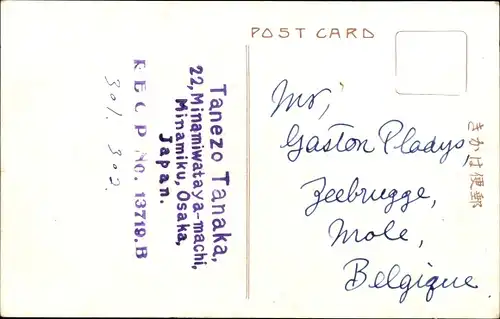 POST CARD
Tanezo Tanaka,
22, Minamiwataya-machi,
Minamiku, Osaka,
Japan.
R E C P No. 13719. B
301. 302
Mr,
Gaston Pladys,
Zeebrugge,
Mole,
Belgique
きかは便郵